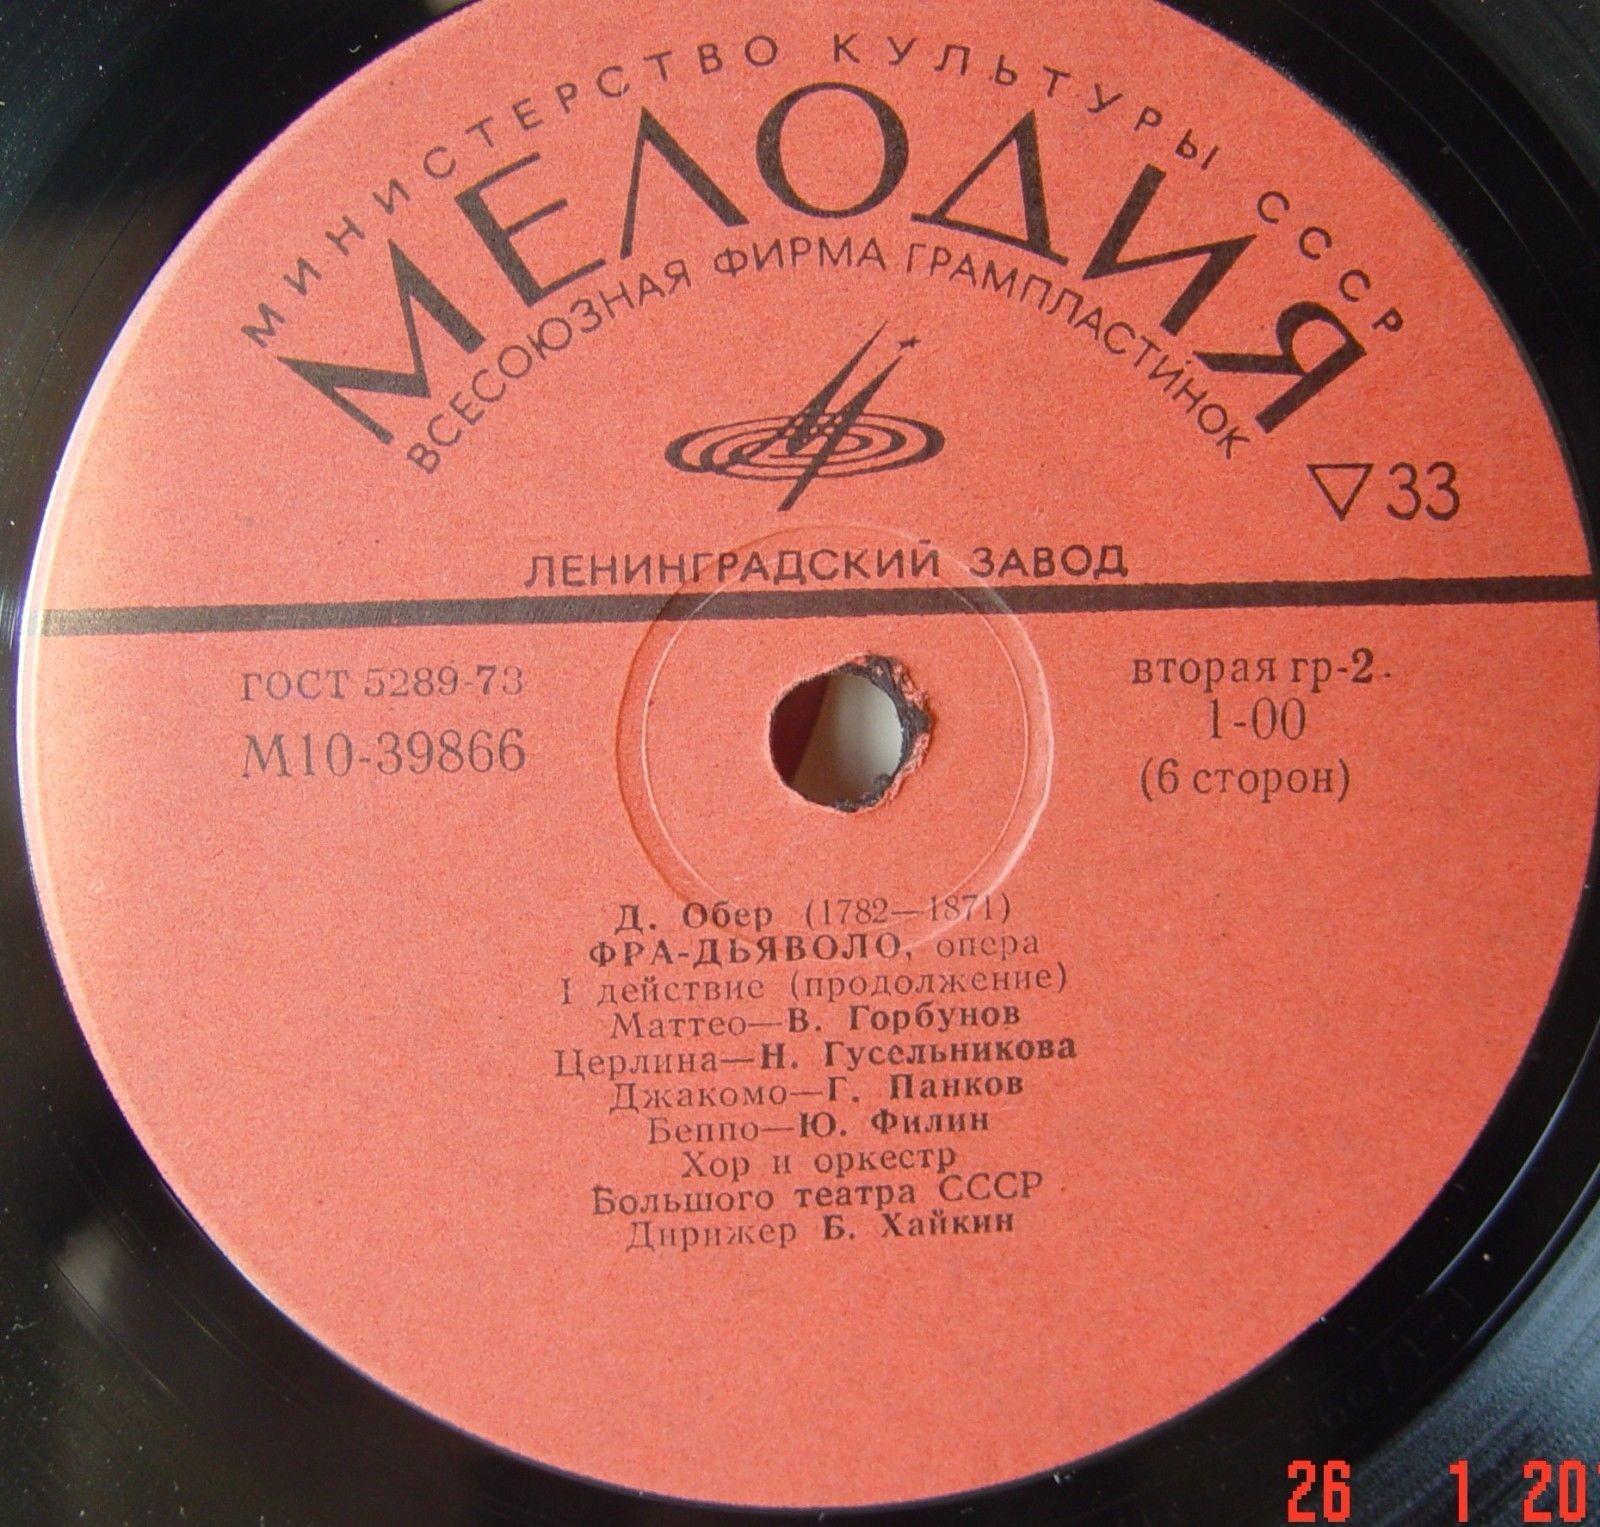 МИНИСТЕРСТВО КУЛЬТУРЫ СССР
МЕЛОДИЯ
ВСЕСОЮЗНАЯ ФИРМА ГРАМПЛАСТИНОК
33
ЛЕНИНГРАДСКИЙ ЗАВОД
ГОСТ 5289-73
М10-39866
вторая гр-2.
1-00
(6 сторон)
Д. Обер (1782—1871)
ФРА-ДЬЯВОЛО, опера
I действие (продолжение)
Маттео—В. Горбунов
Церлина—Н. Гусельникова
Джакомо—Г. Панков
Беппо—Ю. Филин
Хор и оркестр
Большого театра СССР
Дирижер Б. Хайкин
26 1 20